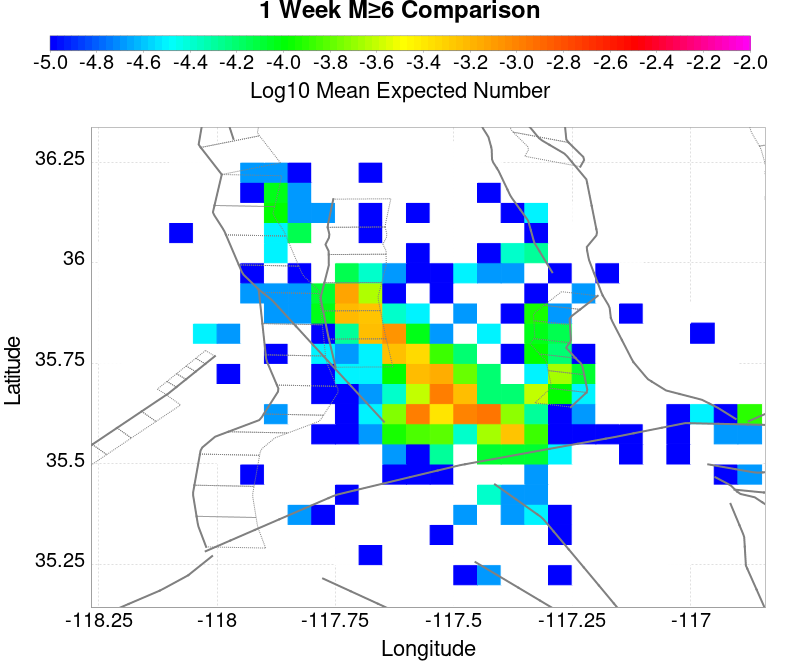 1 Week M≥6 Comparison
-5.0 -4.8 -4.6 -4.4 -4.2 -4.0 -3.8 -3.6 -3.4 -3.2 -3.0 -2.8 -2.6 -2.4 -2.2 -2.0
Log10 Mean Expected Number
36.25
36
35.75
35.5
35.25
Latitude
-118.25 -118 -117.75 -117.5 -117.25 -117
Longitude